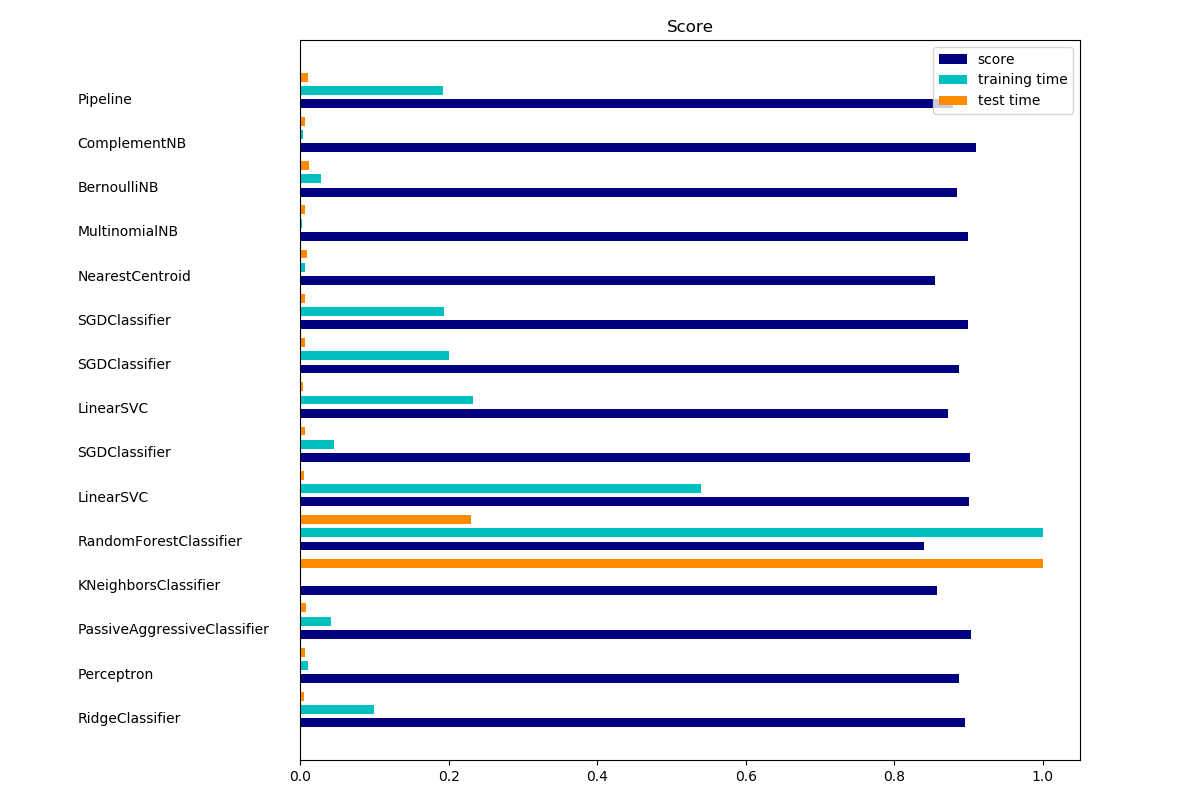 Score
score
training time
test time
Pipeline
ComplementNB
BernoulliNB
MultinomialNB
NearestCentroid
SGDClassifier
SGDClassifier
LinearSVC
SGDClassifier
LinearSVC
RandomForestClassifier
KNeighborsClassifier
PassiveAggressiveClassifier
Perceptron
RidgeClassifier
0.0 0.2 0.4 0.6 0.8 1.0